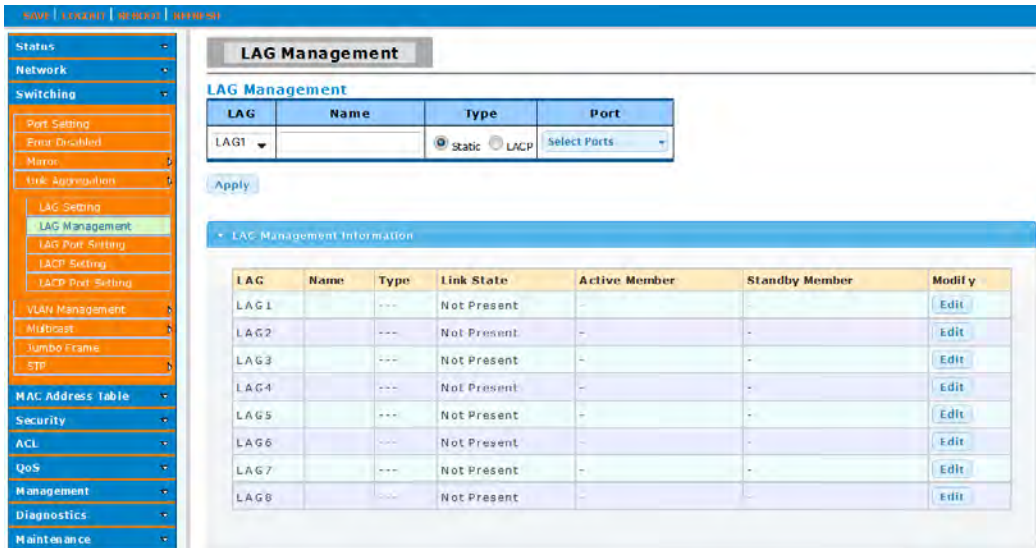 SAVE | LOGOUT | REBOOT | REFRESH
Status
Network
Switching
Port Setting
Error Disabled
Mirror
Link Aggregation
LAG Setting
LAG Management
LAG Port Setting
LACP Setting
LACP Port Setting
VLAN Management
Multicast
Jumbo Frame
STP
MAC Address Table
Security
ACL
QoS
Management
Diagnostics
Maintenance
LAG Management
LAG Management
LAG Name Type Port
LAG1 Static LACP Select Ports
Apply
LAG Management Information
LAG Name Type Link State Active Member Standby Member Modify
LAG1 --- Not Present - - Edit
LAG2 --- Not Present - - Edit
LAG3 --- Not Present - - Edit
LAG4 --- Not Present - - Edit
LAG5 --- Not Present - - Edit
LAG6 --- Not Present - - Edit
LAG7 --- Not Present - - Edit
LAG8 --- Not Present - - Edit